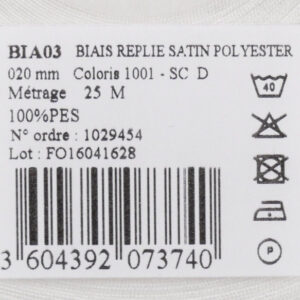 BIA03 BIAIS REPLIE SATIN POLYESTER
020 mm Coloris 1001 - SC D
Métrage 25 M
40
100%PES
N° ordre : 1029454
Lot : FO16041628
P
3 604392 073740